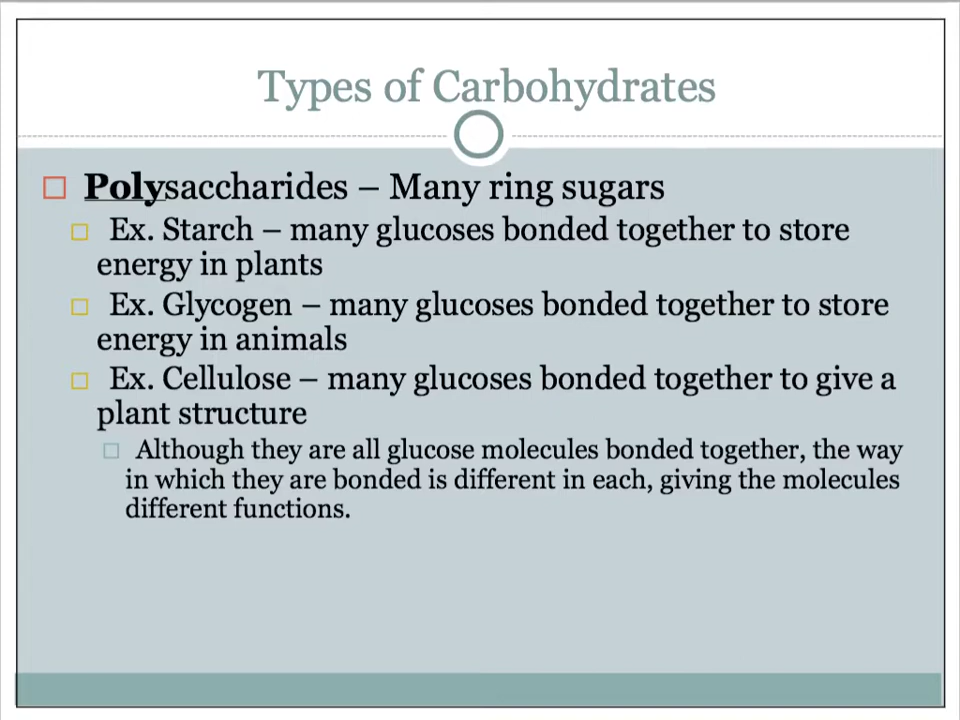 Types of Carbohydrates
Polysaccharides – Many ring sugars
Ex. Starch – many glucoses bonded together to store
energy in plants
Ex. Glycogen – many glucoses bonded together to store
energy in animals
Ex. Cellulose – many glucoses bonded together to give a
plant structure
Although they are all glucose molecules bonded together, the way
in which they are bonded is different in each, giving the molecules
different functions.